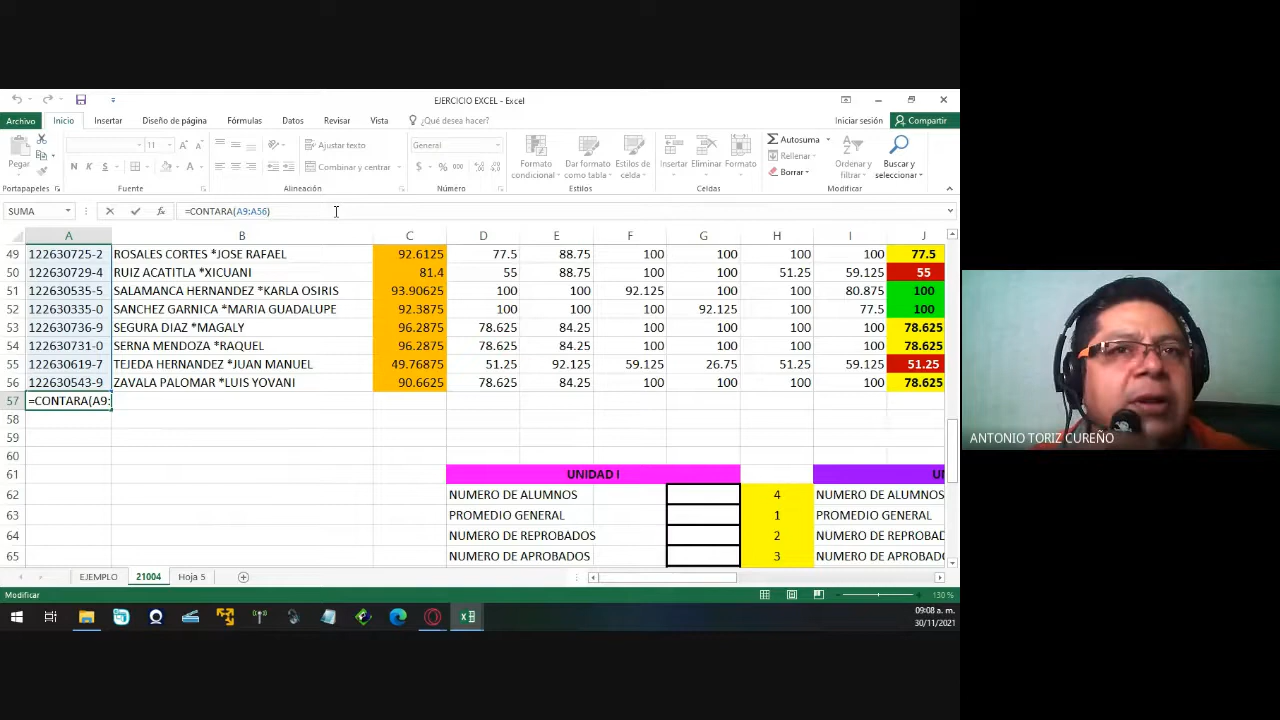 EJERCICIO EXCEL - Excel
Archivo Inicio Insertar Diseño de página Fórmulas Datos Revisar Vista ¿Qué desea hacer? Iniciar sesión Compartir
Pegar
N K S
11
Ajustar texto
Combinar y centrar
General
$ % 000
Formato condicional
Dar formato como tabla
Estilos de celda
Insertar Eliminar Formato
Autosuma
Rellenar
Borrar
Ordenar y filtrar
Buscar y seleccionar
Portapapeles Fuente Alineación Número Estilos Celdas Modificar
SUMA fx =CONTARA(A9:A56)
A B C D E F G H I J
49 122630725-2 ROSALES CORTES *JOSE RAFAEL 92.6125 77.5 88.75 100 100 100 100 77.5
50 122630729-4 RUIZ ACATITLA *XICUANI 81.4 55 88.75 100 100 51.25 59.125 55
51 122630535-5 SALAMANCA HERNANDEZ *KARLA OSIRIS 93.90625 100 100 92.125 100 100 80.875 100
52 122630335-0 SANCHEZ GARNICA *MARIA GUADALUPE 92.3875 100 100 100 92.125 100 77.5 100
53 122630736-9 SEGURA DIAZ *MAGALY 96.2875 78.625 84.25 100 100 100 100 78.625
54 122630731-0 SERNA MENDOZA *RAQUEL 96.2875 78.625 84.25 100 100 100 100 78.625
55 122630619-7 TEJEDA HERNANDEZ *JUAN MANUEL 49.76875 51.25 92.125 59.125 26.75 51.25 59.125 51.25
56 122630543-9 ZAVALA PALOMAR *LUIS YOVANI 90.6625 78.625 84.25 100 100 100 100 78.625
57 =CONTARA(A9:
58
59
60
61 UNIDAD I U
62 NUMERO DE ALUMNOS 4 NUMERO DE ALUMNOS
63 PROMEDIO GENERAL 1 PROMEDIO GENERAL
64 NUMERO DE REPROBADOS 2 NUMERO DE REPROBAD
65 NUMERO DE APROBADOS 3 NUMERO DE APROBADO
EJEMPLO 21004 Hoja 5
Modificar 130 %
09:08 a. m.
30/11/2021
ANTONIO TORIZ CUREÑO